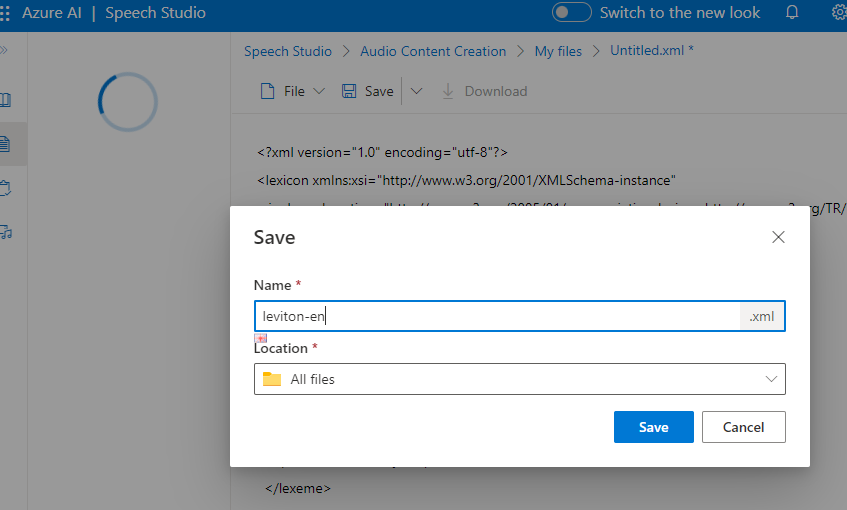 Azure AI | Speech Studio
Switch to the new look
Speech Studio > Audio Content Creation > My files > Untitled.xml *
File
Save
Download
<?xml version="1.0" encoding="utf-8"?>
<lexicon xmlns:xsi="http://www.w3.org/2001/XMLSchema-instance"
Save
Name *
leviton-en
.xml
Location *
All files
Save
Cancel
</lexeme>